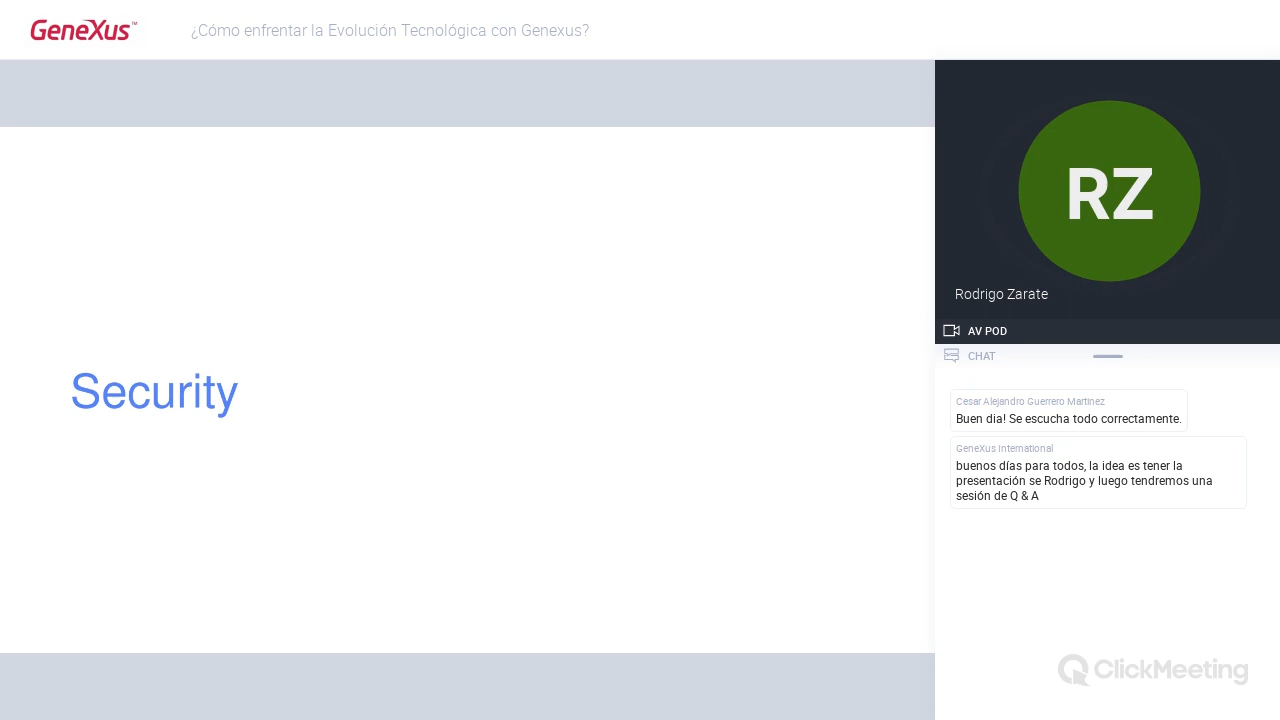 GeneXus™
¿Cómo enfrentar la Evolución Tecnológica con Genexus?
Security
RZ
Rodrigo Zarate
AV POD
CHAT
Cesar Alejandro Guerrero Martinez
Buen dia! Se escucha todo correctamente.
GeneXus International
buenos días para todos, la idea es tener la
presentación se Rodrigo y luego tendremos una
sesión de Q & A
ClickMeeting